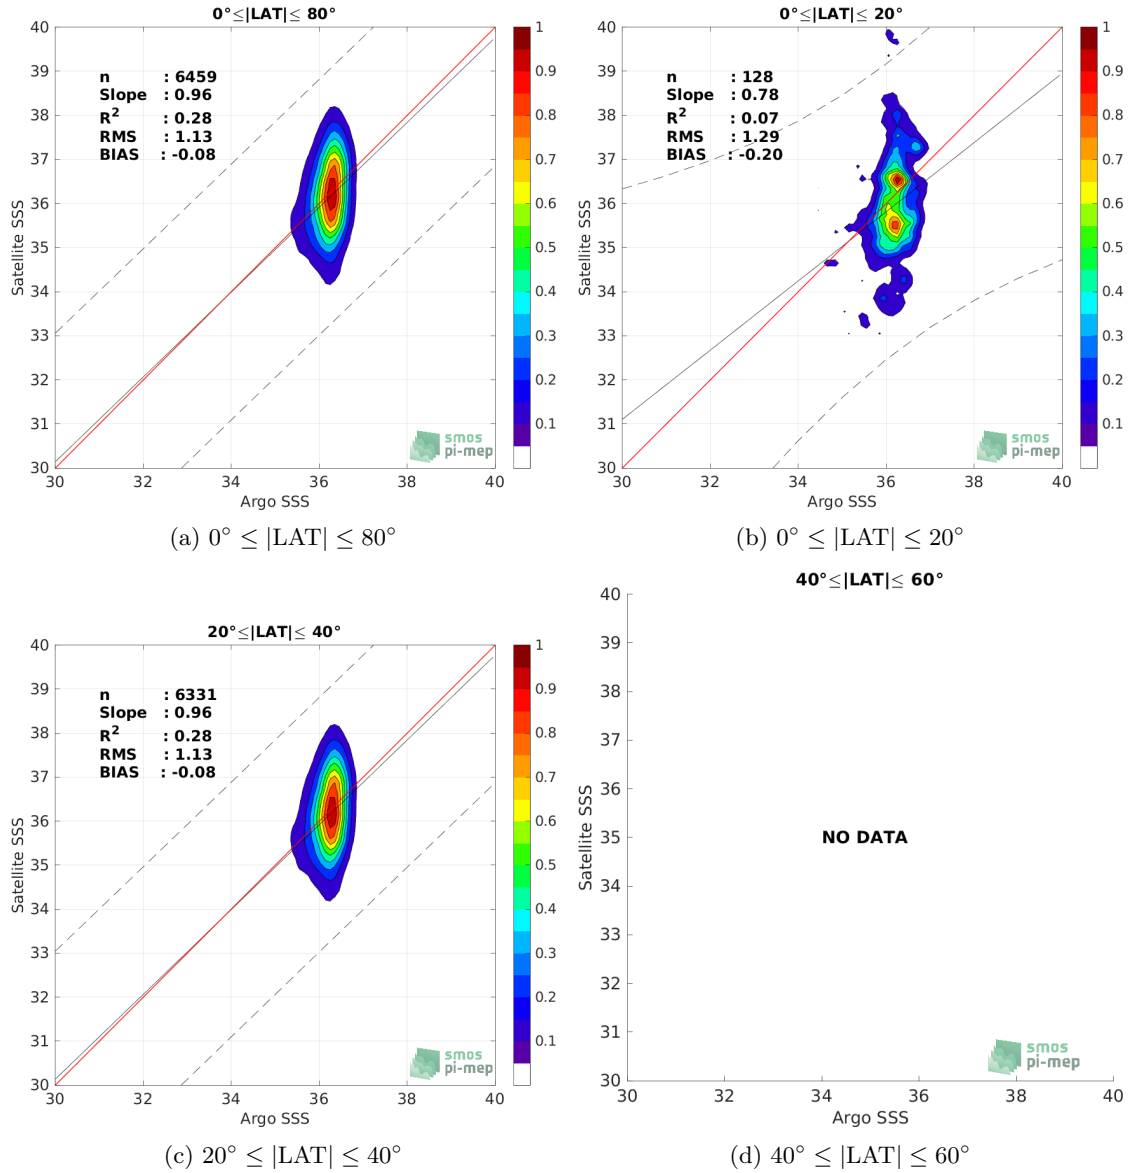 0°≤|LAT|≤ 80°
40
39
38
37
36
35
34
33
32
31
30
30
32
34
36
38
40
Satellite SSS
Argo SSS
n : 6459
Slope : 0.96
R² : 0.28
RMS : 1.13
BIAS : -0.08
1
0.9
0.8
0.7
0.6
0.5
0.4
0.3
0.2
0.1
smos
pi-mep
(a) 0° ≤ |LAT| ≤ 80°
0°≤|LAT|≤ 20°
40
39
38
37
36
35
34
33
32
31
30
30
32
34
36
38
40
Satellite SSS
Argo SSS
n : 128
Slope : 0.78
R² : 0.07
RMS : 1.29
BIAS : -0.20
1
0.9
0.8
0.7
0.6
0.5
0.4
0.3
0.2
0.1
smos
pi-mep
(b) 0° ≤ |LAT| ≤ 20°
20°≤|LAT|≤ 40°
40
39
38
37
36
35
34
33
32
31
30
30
32
34
36
38
40
Satellite SSS
Argo SSS
n : 6331
Slope : 0.96
R² : 0.28
RMS : 1.13
BIAS : -0.08
1
0.9
0.8
0.7
0.6
0.5
0.4
0.3
0.2
0.1
smos
pi-mep
(c) 20° ≤ |LAT| ≤ 40°
40°≤|LAT|≤ 60°
40
39
38
37
36
35
34
33
32
31
30
30
32
34
36
38
40
Satellite SSS
Argo SSS
NO DATA
smos
pi-mep
(d) 40° ≤ |LAT| ≤ 60°